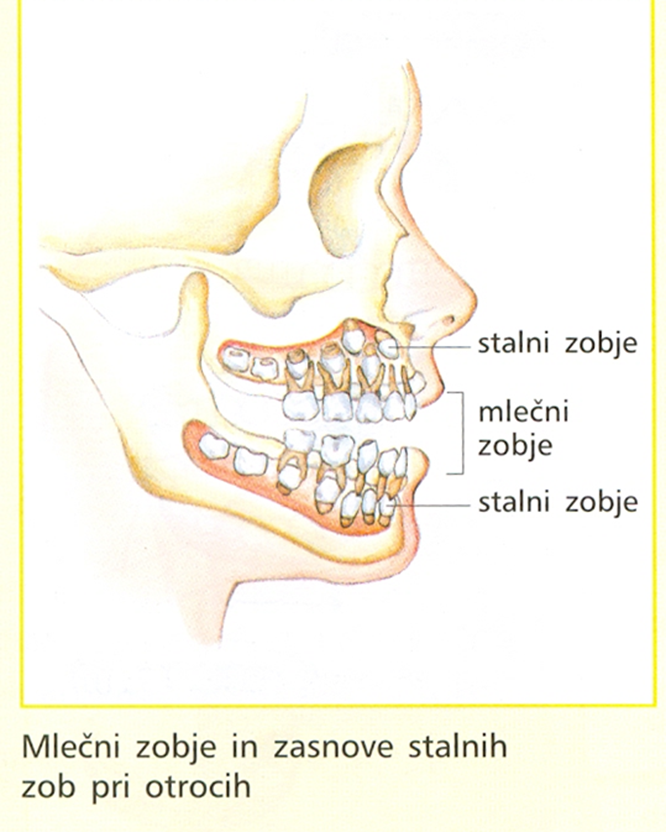 stalni zobje
mlečni
zobje
stalni zobje
Mlečni zobje in zasnove stalnih
zob pri otrocih